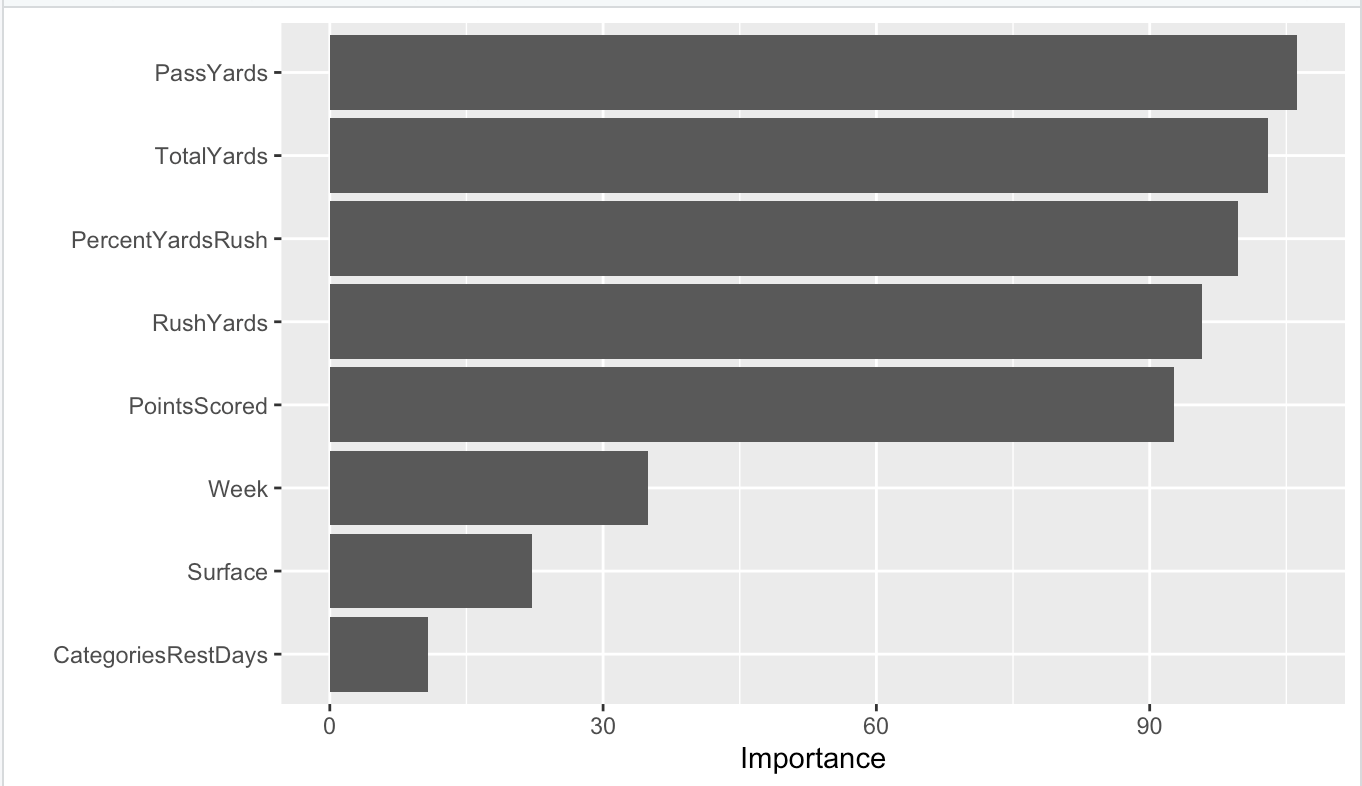 PassYards
TotalYards
PercentYardsRush
RushYards
PointsScored
Week
Surface
CategoriesRestDays
0 30 60 90
Importance